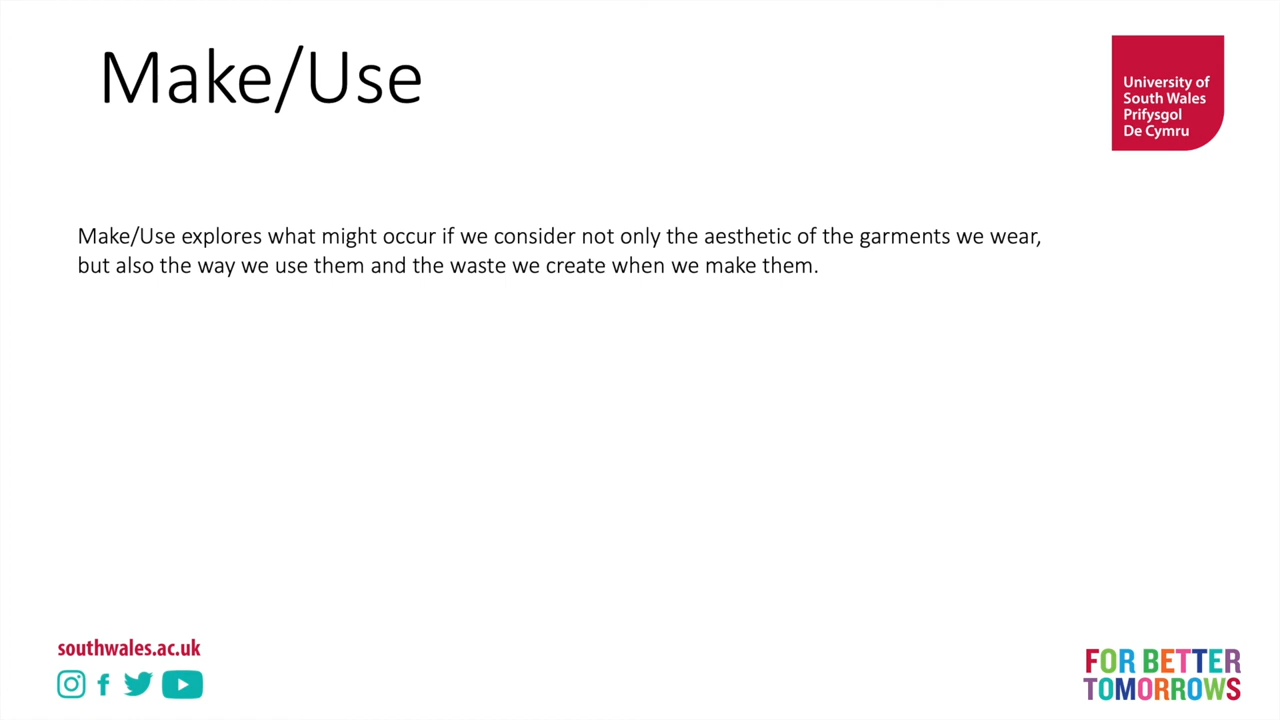 Make/Use
University of
South Wales
Prifysgol
De Cymru
Make/Use explores what might occur if we consider not only the aesthetic of the garments we wear,
but also the way we use them and the waste we create when we make them.
southwales.ac.uk
FOR BETTER
TOMORROWS